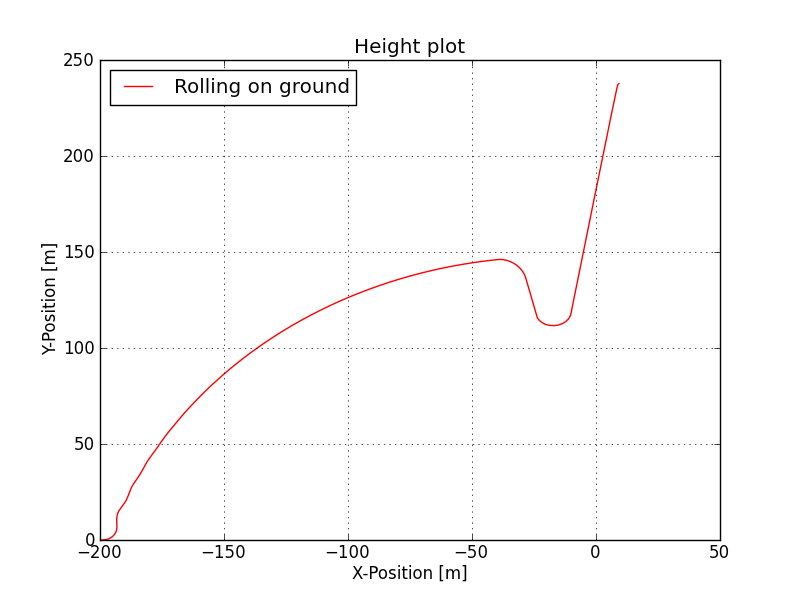 Height plot
Rolling on ground
250
200
150
100
50
0
Y-Position [m]
−200 −150 −100 −50 0 50
X-Position [m]